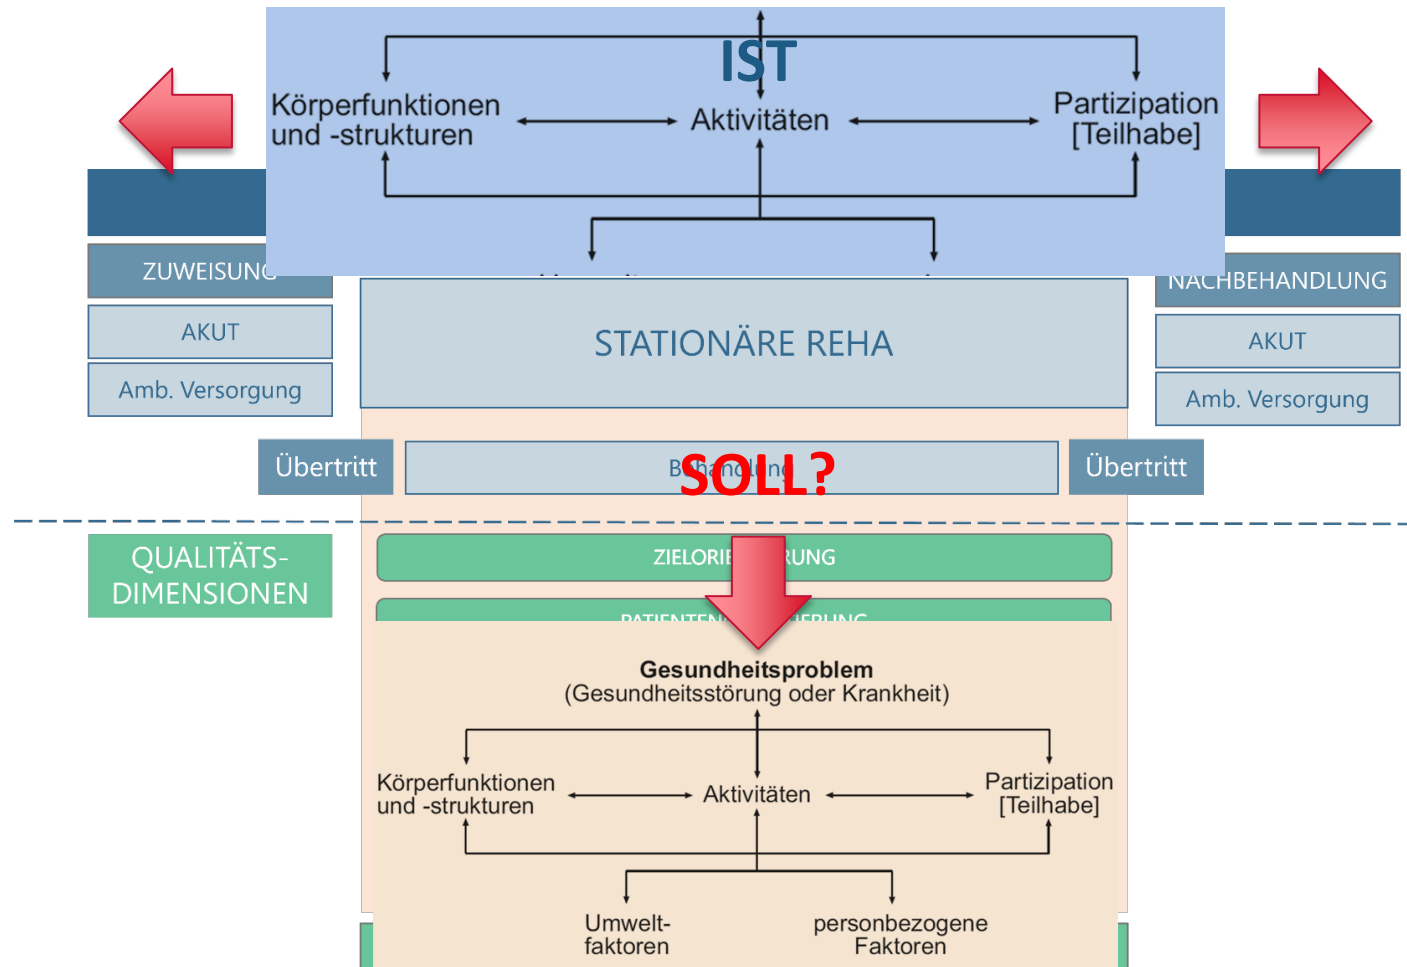 IST
Körperfunktionen
und -strukturen
Aktivitäten
Partizipation
[Teilhabe]
ZUWEISUNG
NACHBEHANDLUNG
AKUT
STATIONÄRE REHA
AKUT
Amb. Versorgung
Amb. Versorgung
Übertritt
Behandlung
SOLL?
Übertritt
QUALITÄTS-
DIMENSIONEN
Gesundheitsproblem
(Gesundheitsstörung oder Krankheit)
Körperfunktionen
und -strukturen
Aktivitäten
Partizipation
[Teilhabe]
Umwelt-
faktoren
personbezogene
Faktoren